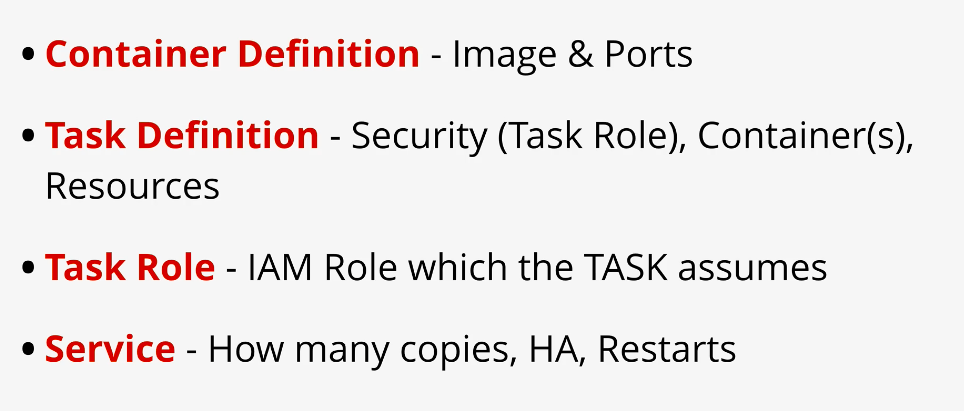 • Container Definition - Image & Ports
• Task Definition - Security (Task Role), Container(s),
Resources
• Task Role - IAM Role which the TASK assumes
• Service - How many copies, HA, Restarts